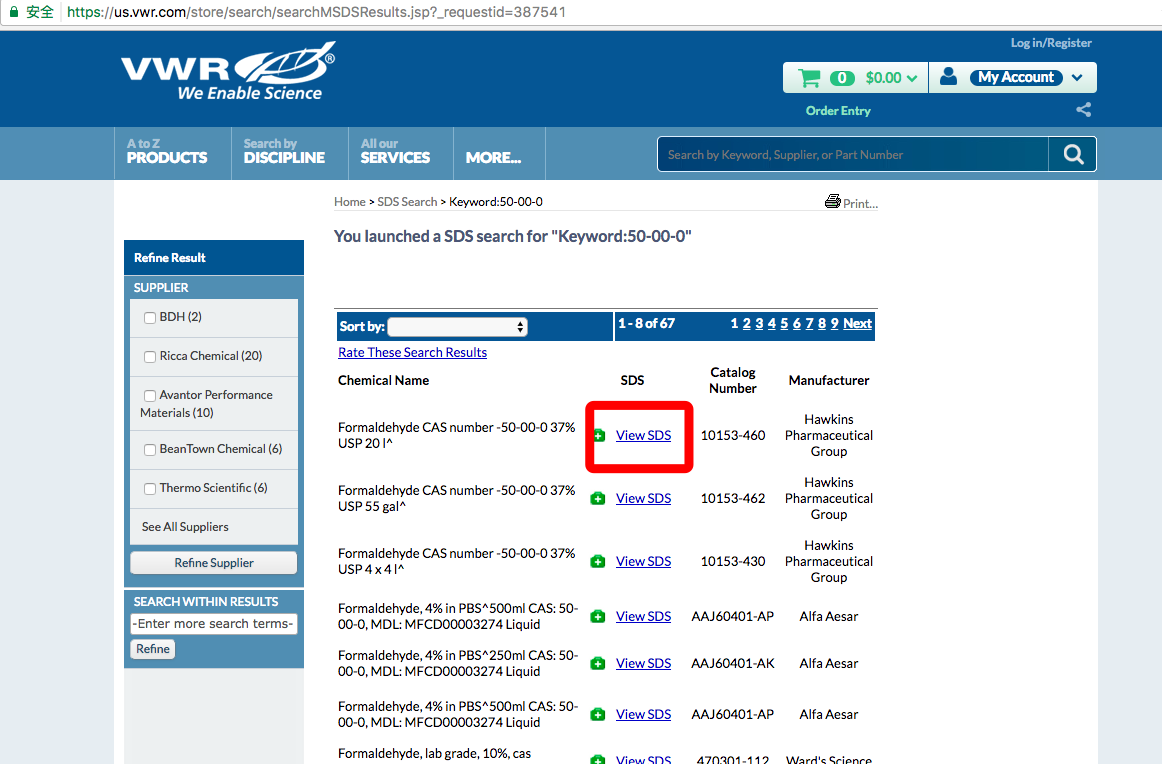 安全 https://us.vwr.com/store/search/searchMSDSResults.jsp?_requestid=387541
Log in/Register
VWR®
We Enable Science
0 $0.00 My Account
Order Entry
A to Z
PRODUCTS
Search by
DISCIPLINE
All our
SERVICES
MORE...
Search by Keyword, Supplier, or Part Number
Home > SDS Search > Keyword:50-00-0
Print...
You launched a SDS search for "Keyword:50-00-0"
Refine Result
SUPPLIER
BDH (2)
Ricca Chemical (20)
Avantor Performance
Materials (10)
BeanTown Chemical (6)
Thermo Scientific (6)
See All Suppliers
Refine Supplier
SEARCH WITHIN RESULTS
-Enter more search terms-
Refine
Sort by:
1 - 8 of 67
1 2 3 4 5 6 7 8 9 Next
Rate These Search Results
Chemical Name SDS Catalog Number Manufacturer
Formaldehyde CAS number -50-00-0 37%
USP 20 l^
View SDS
10153-460
Hawkins
Pharmaceutical
Group
Formaldehyde CAS number -50-00-0 37%
USP 55 gal^
View SDS
10153-462
Hawkins
Pharmaceutical
Group
Formaldehyde CAS number -50-00-0 37%
USP 4 x 4 l^
View SDS
10153-430
Hawkins
Pharmaceutical
Group
Formaldehyde, 4% in PBS^500ml CAS: 50-
00-0, MDL: MFCD00003274 Liquid
View SDS
AAJ60401-AP
Alfa Aesar
Formaldehyde, 4% in PBS^250ml CAS: 50-
00-0, MDL: MFCD00003274 Liquid
View SDS
AAJ60401-AK
Alfa Aesar
Formaldehyde, 4% in PBS^500ml CAS: 50-
00-0, MDL: MFCD00003274 Liquid
View SDS
AAJ60401-AP
Alfa Aesar
Formaldehyde, lab grade, 10%, cas
View SDS
470301-112
Ward's Science